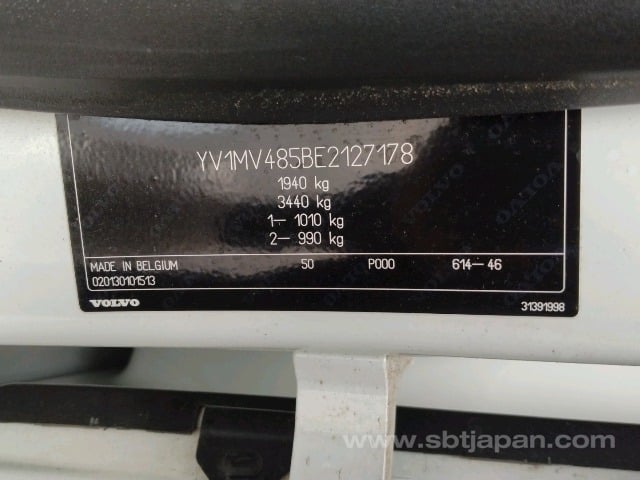 YV1MV485BE2127178
1940 kg
3440 kg
1— 1010 kg
2— 990 kg
MADE IN BELGIUM 50 P000 614—46
020130101513
VOLVO 31391998
www.sbtjapan.com